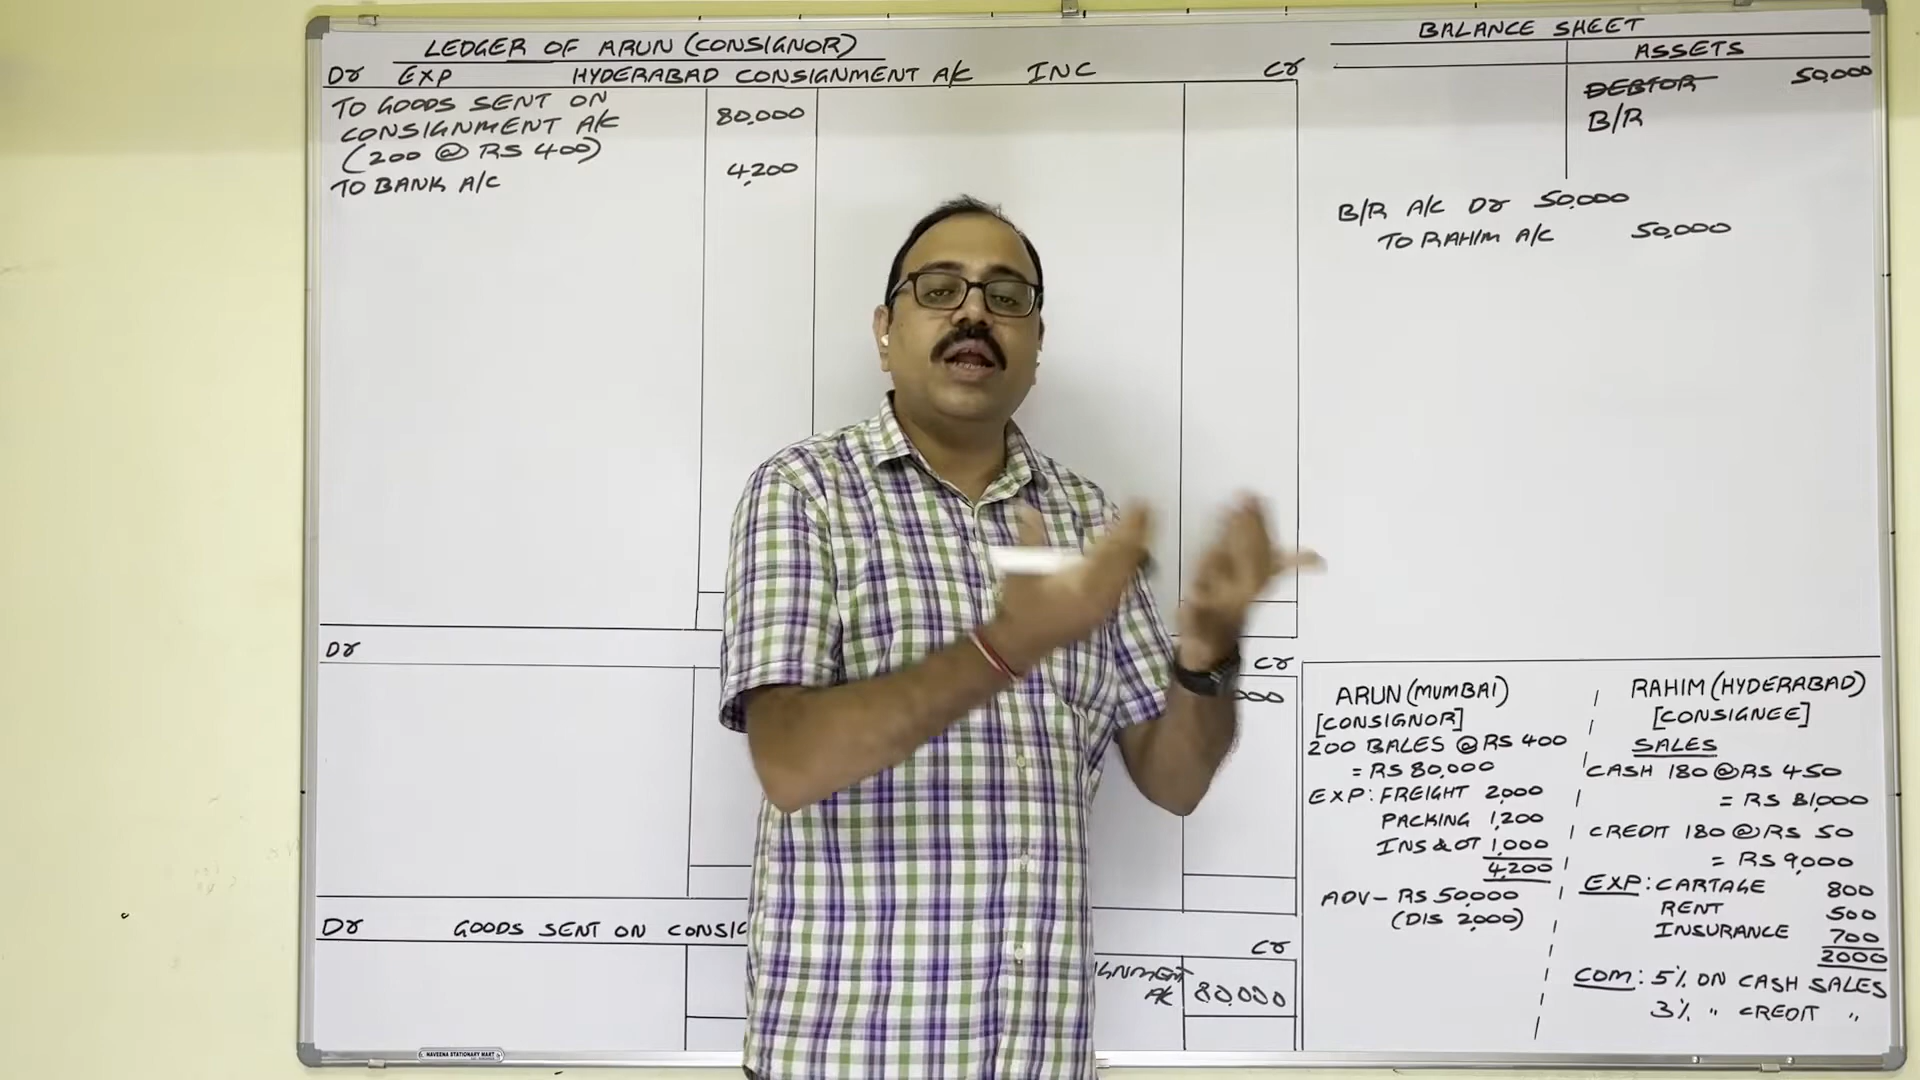 LEDGER OF ARUN (CONSIGNOR)
Dr EXP HYDERABAD CONSIGNMENT A/C INC Cr
TO GOODS SENT ON
CONSIGNMENT A/C 80,000
(200 @ RS 400)
TO BANK A/C 4,200
Dr Cr
000
Dr GOODS SENT ON CONSIG Cr
IGNMENT
A/C 80,000
NAVEENA STATIONARY MART
BALANCE SHEET
ASSETS
DEBTOR 50,000
B/R
B/R A/C Dr 50,000
TO RAHIM A/C 50,000
ARUN (MUMBAI)
[CONSIGNOR]
200 BALES @ RS 400
= RS 80,000
EXP: FREIGHT 2,000
PACKING 1,200
INS & OT 1,000
4,200
ADV - RS 50,000
(DIS 2,000)
RAHIM (HYDERABAD)
[CONSIGNEE]
SALES
CASH 180 @ RS 450
= RS 81,000
CREDIT 180 @ RS 50
= RS 9,000
EXP: CARTAGE 800
RENT 500
INSURANCE 700
2000
COM: 5% ON CASH SALES
3% " CREDIT "